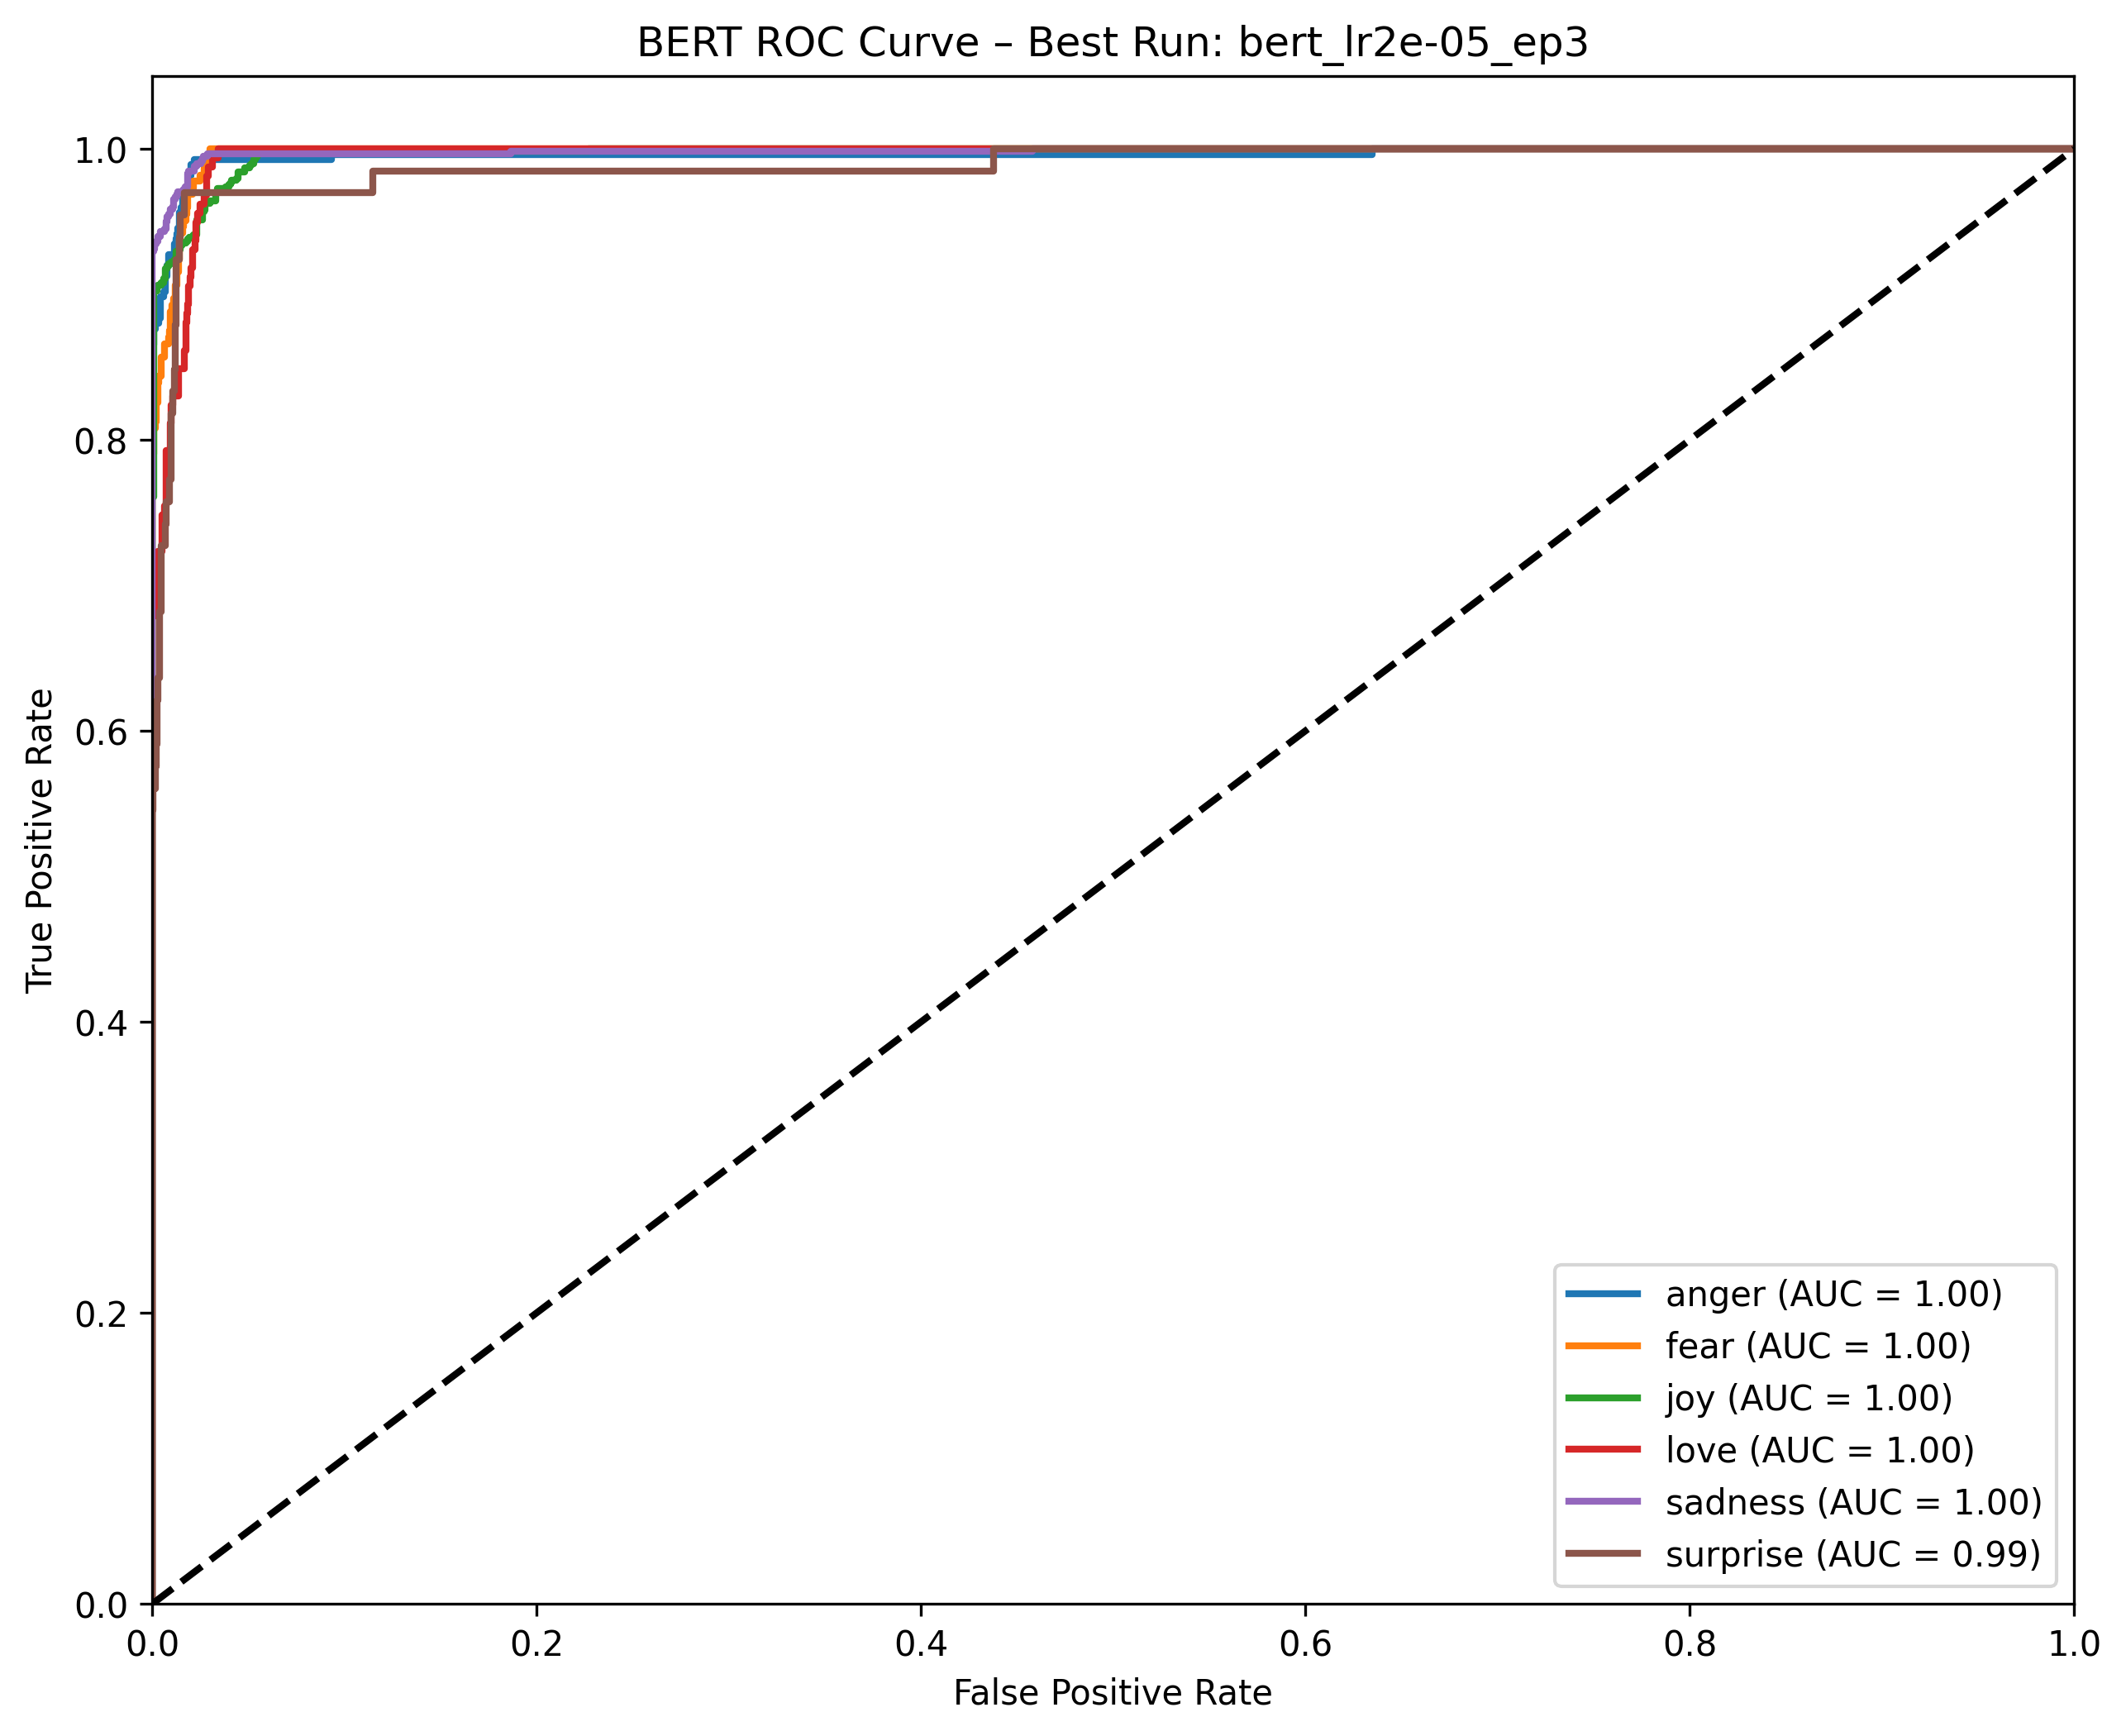 BERT ROC Curve – Best Run: bert_lr2e-05_ep3
1.0
0.8
0.6
0.4
0.2
0.0
True Positive Rate
0.0 0.2 0.4 0.6 0.8 1.0
False Positive Rate
anger (AUC = 1.00)
fear (AUC = 1.00)
joy (AUC = 1.00)
love (AUC = 1.00)
sadness (AUC = 1.00)
surprise (AUC = 0.99)